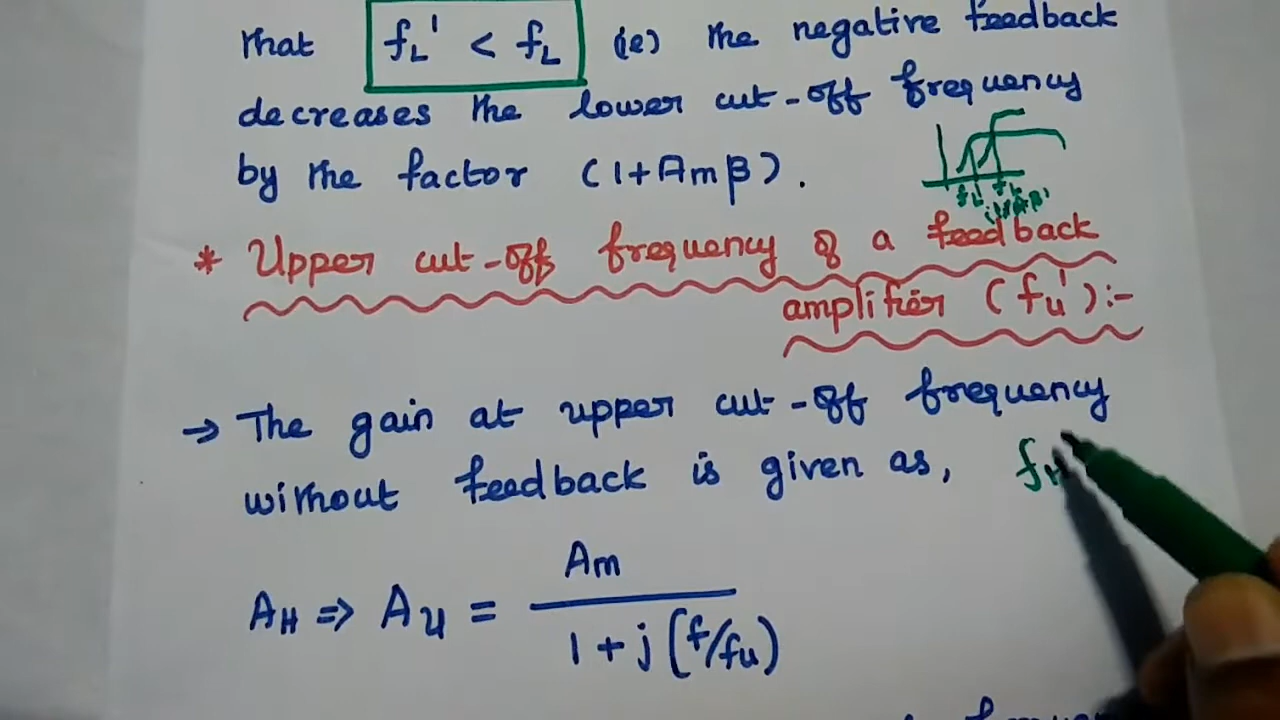 that fL' < fL (ie) the negative feedback
decreases the lower cut-off frequency
by the factor (1+Amβ).
* Upper cut-off frequency of a feedback
amplifier (fu'):-
→ The gain at upper cut-off frequency
without feedback is given as, fH
AH => AU = Am / 1 + j(f/fu)